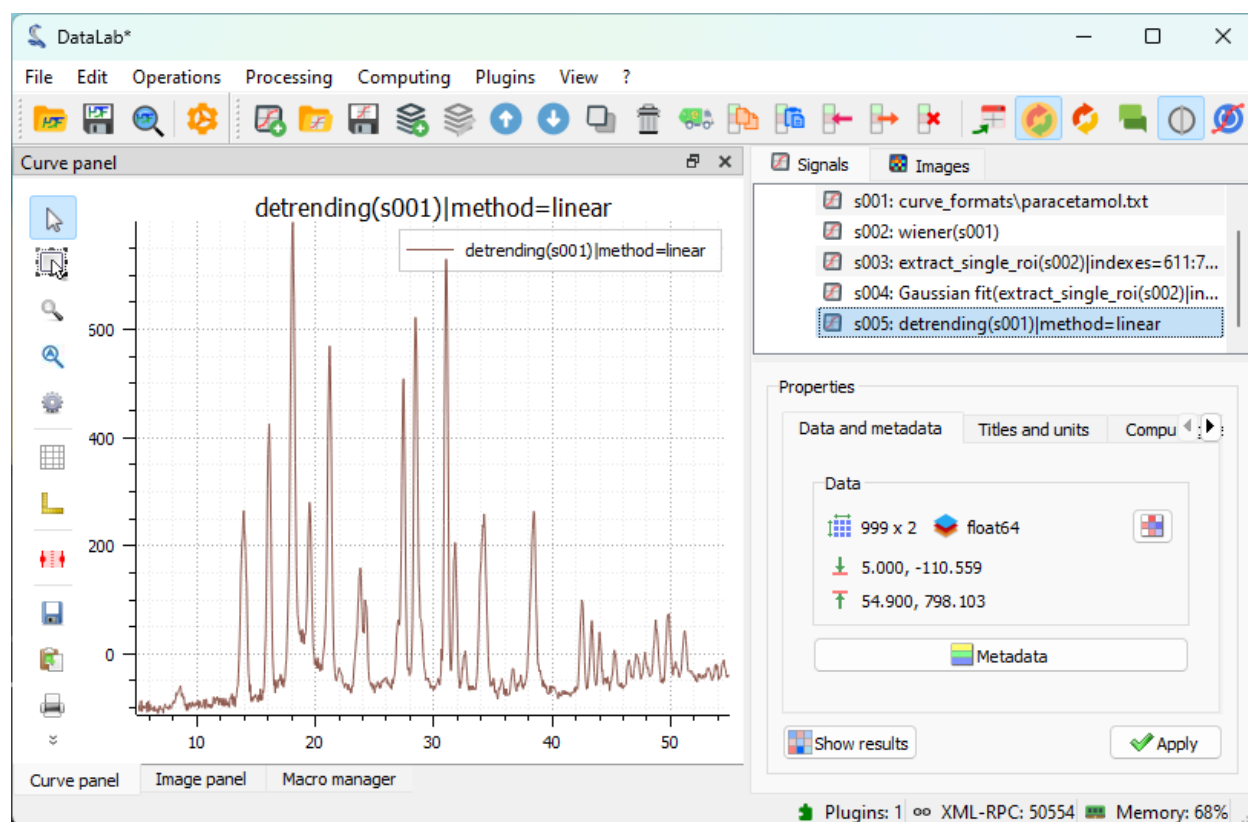 DataLab*
File Edit Operations Processing Computing Plugins View ?
Curve panel
detrending(s001)|method=linear
detrending(s001)|method=linear
500
400
200
0
10 20 30 40 50
Curve panel Image panel Macro manager
Signals Images
s001: curve_formats\paracetamol.txt
s002: wiener(s001)
s003: extract_single_roi(s002)|indexes=611:7...
s004: Gaussian fit(extract_single_roi(s002)|in...
s005: detrending(s001)|method=linear
Properties
Data and metadata Titles and units Compu
Data
999 x 2 float64
5.000, -110.559
54.900, 798.103
Metadata
Show results Apply
Plugins: 1 XML-RPC: 50554 Memory: 68%